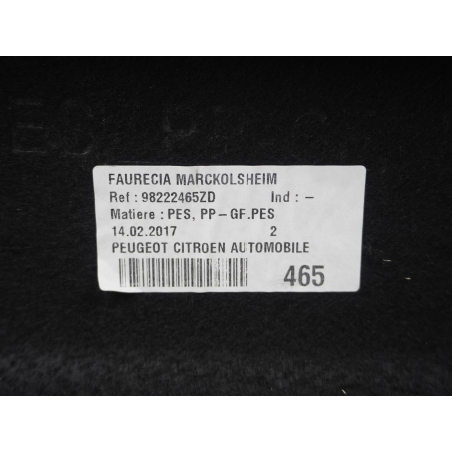 FAURECIA MARCKOLSHEIM
Ref : 98222465ZD Ind : –
Matiere : PES, PP – GF.PES
14.02.2017 2
PEUGEOT CITROEN AUTOMOBILE
465